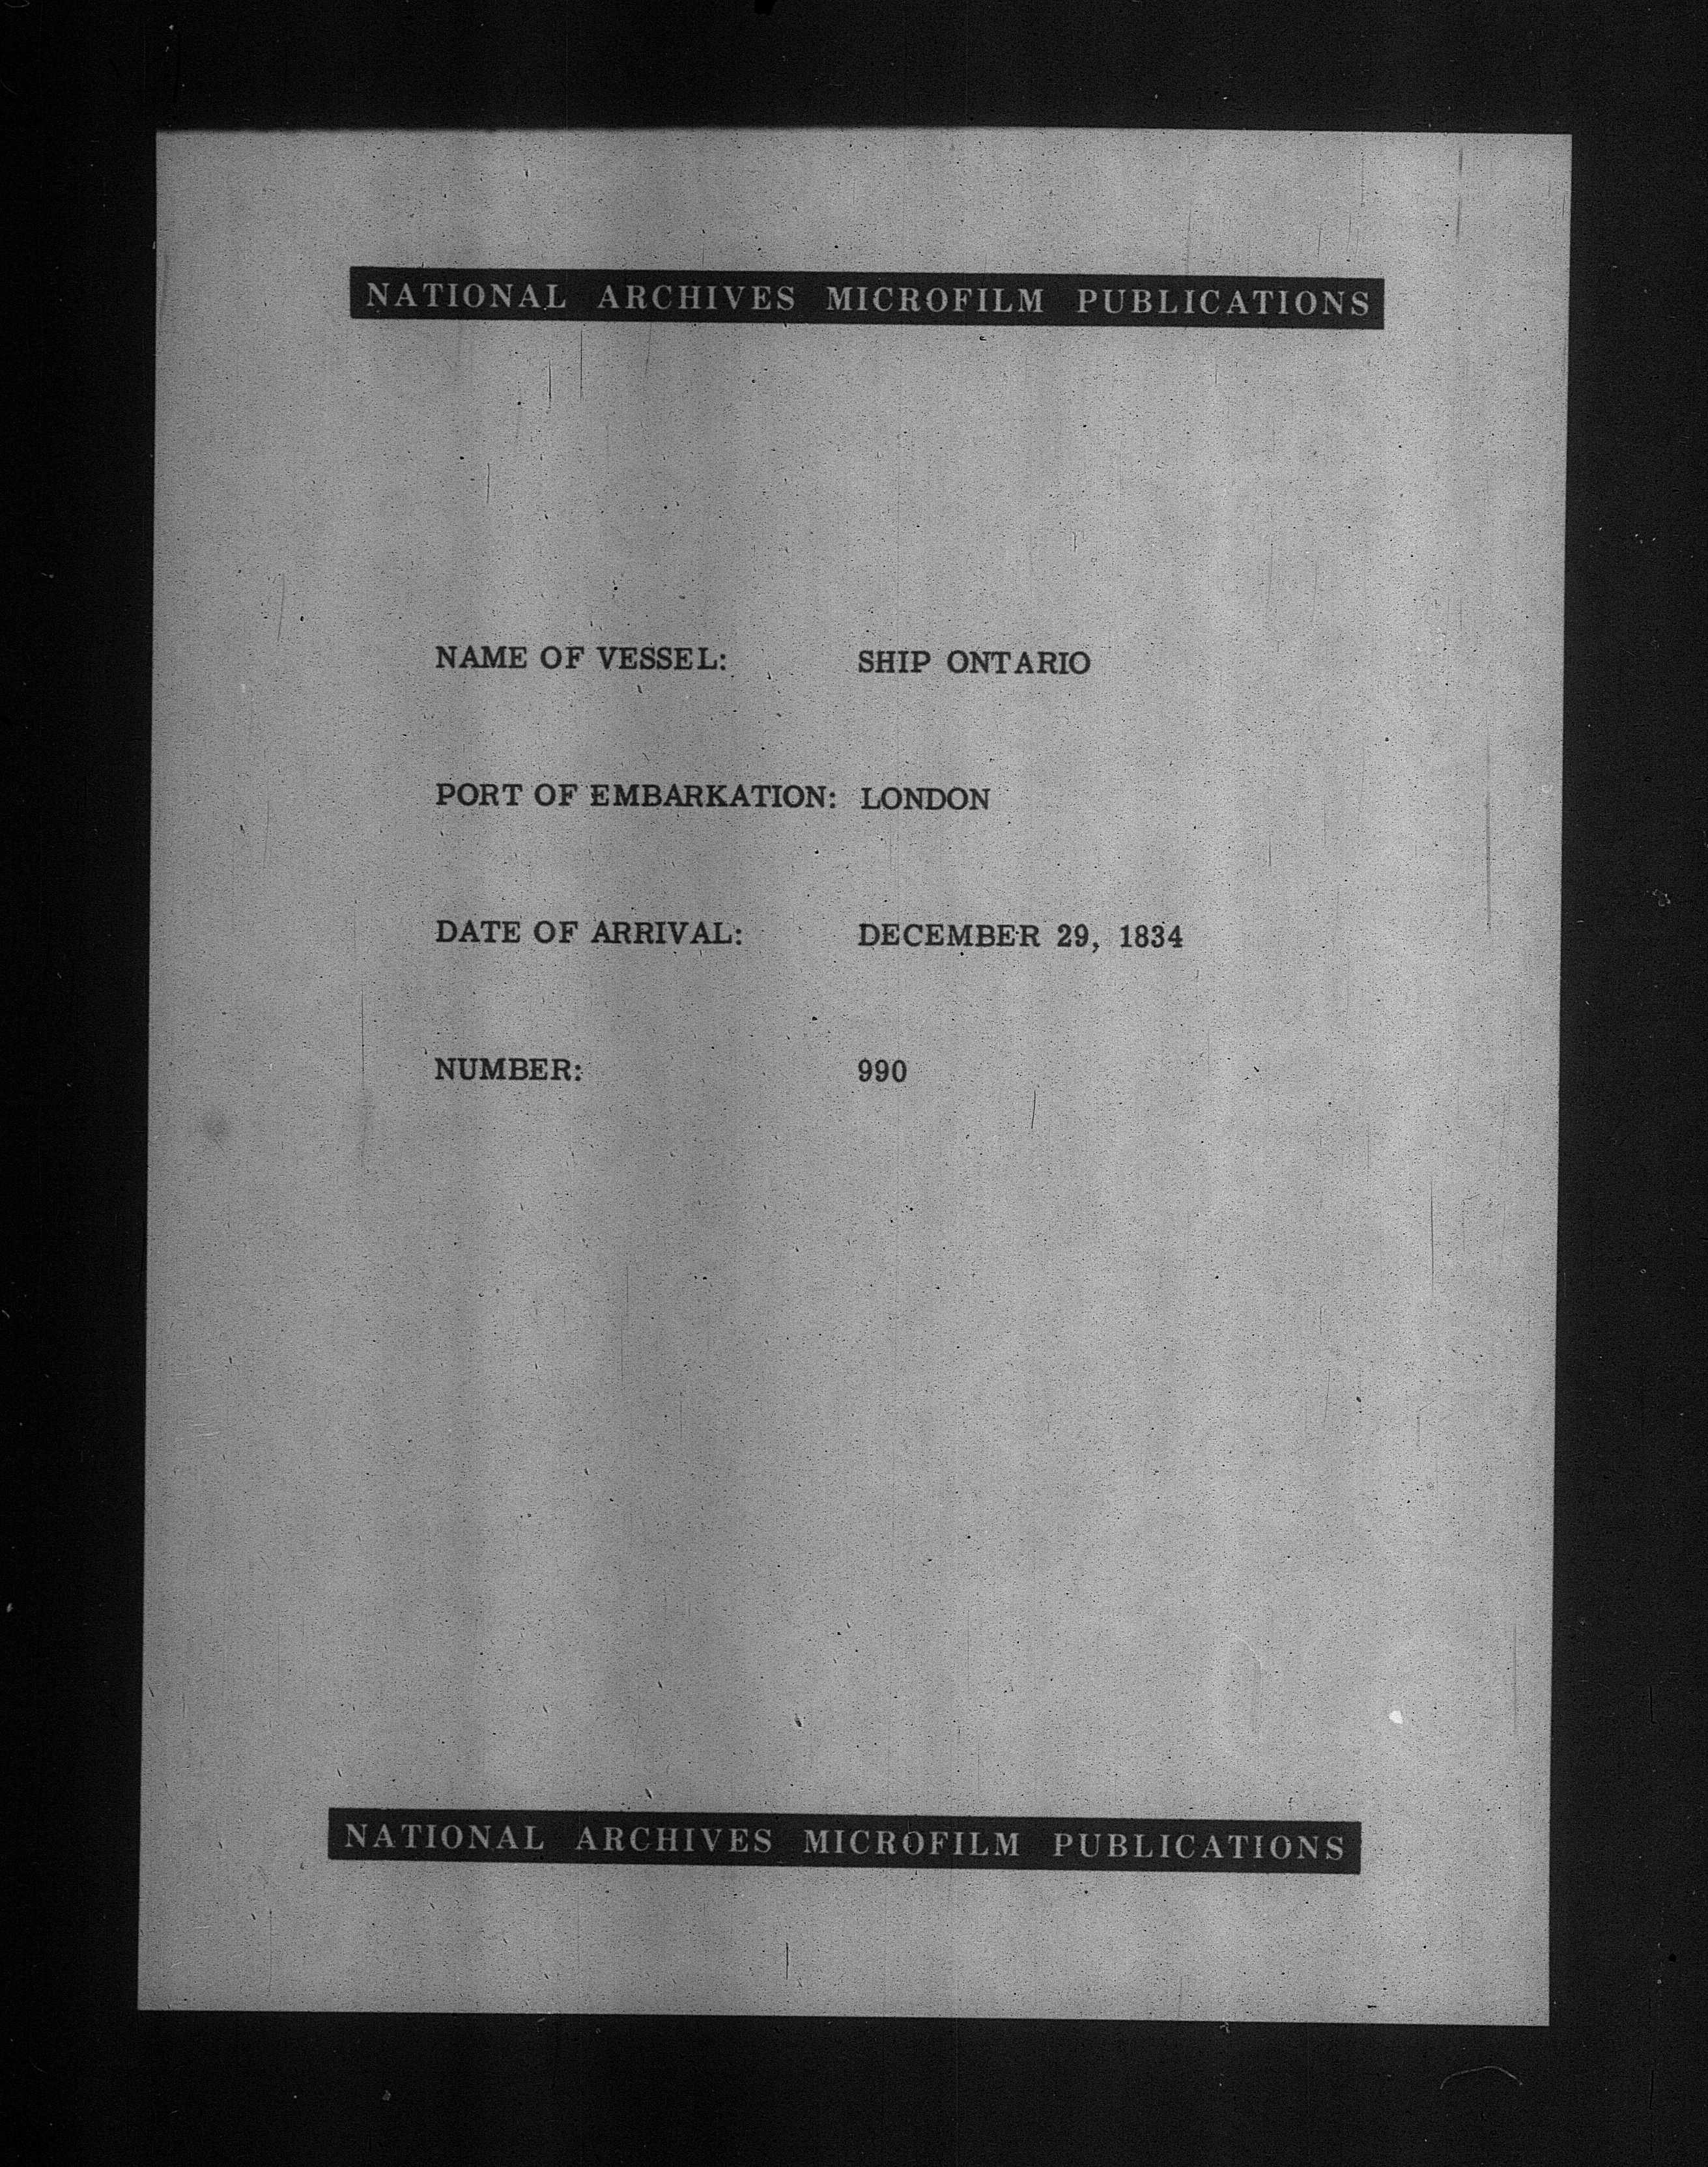 NATIONAL ARCHIVES MICROFILM PUBLICATIONS
NAME OF VESSEL: SHIP ONTARIO
PORT OF EMBARKATION: LONDON
DATE OF ARRIVAL: DECEMBER 29, 1834
NUMBER: 990
NATIONAL ARCHIVES MICROFILM PUBLICATIONS